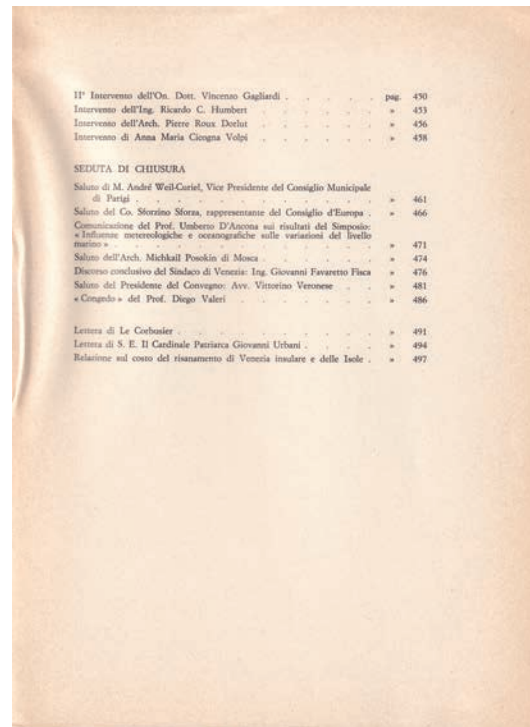 II° Intervento dell'On. Dott. Vincenzo Gagliardi . . . . . pag. 450
Intervento dell'Ing. Ricardo C. Humbert . . . . . » 453
Intervento dell'Arch. Pierre Roux Dorlut . . . . . » 456
Intervento di Anna Maria Cicogna Volpi . . . . . » 458
SEDUTA DI CHIUSURA
Saluto di M. André Weil-Curiel, Vice Presidente del Consiglio Municipale
di Parigi . . . . . . . . . . » 461
Saluto del Co. Sforzino Sforza, rappresentante del Consiglio d'Europa . » 466
Comunicazione del Prof. Umberto D'Ancona sui risultati del Simposio:
« Influenze metereologiche e oceanografiche sulle variazioni del livello
marino » . . . . . . . . . . » 471
Saluto dell'Arch. Michkail Posokin di Mosca . . . . » 474
Discorso conclusivo del Sindaco di Venezia: Ing. Giovanni Favaretto Fisca » 476
Saluto del Presidente del Convegno: Avv. Vittorino Veronese . . » 481
« Congedo » del Prof. Diego Valeri . . . . . . » 486
Lettera di Le Corbusier . . . . . . . . » 491
Lettera di S. E. Il Cardinale Patriarca Giovanni Urbani . . . . » 494
Relazione sul costo del risanamento di Venezia insulare e delle Isole . » 497